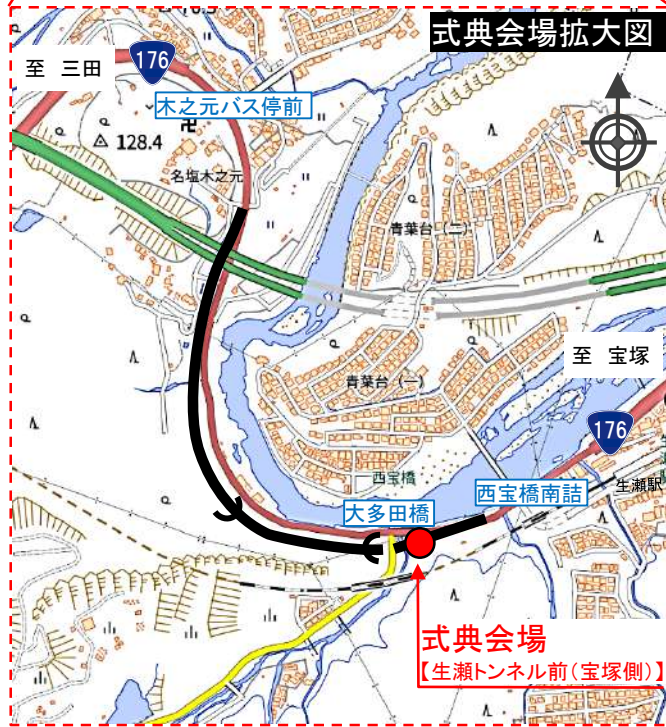 式典会場拡大図
至 三田
176
木之元バス停前
128.4
名塩木之元
青葉台(二)
至 宝塚
青葉台(一)
176
西宝橋
西宝橋南詰
生瀬駅
大多田橋
式典会場
【生瀬トンネル前(宝塚側)】